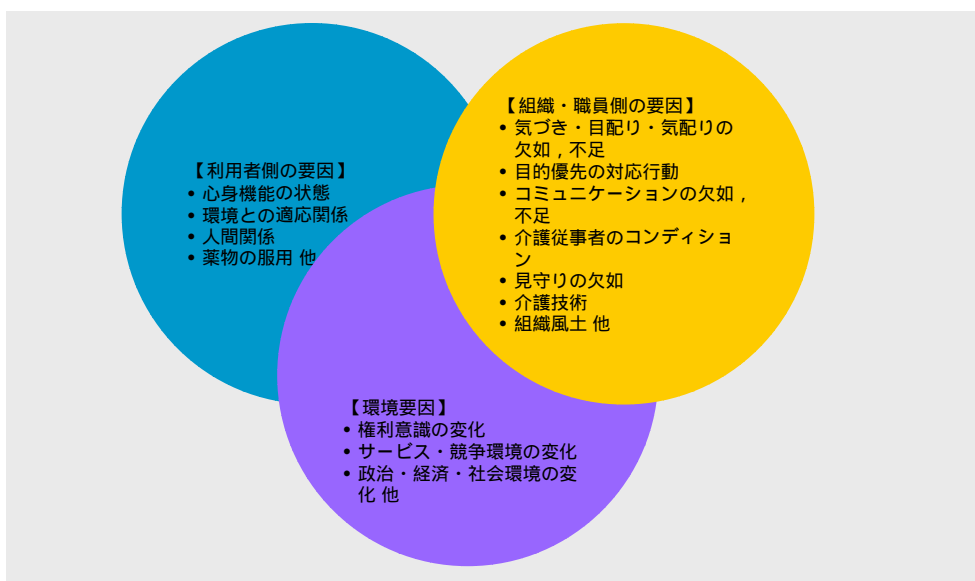 【利用者側の要因】
• 心身機能の状態
• 環境との適応関係
• 人間関係
• 薬物の服用 他
【組織・職員側の要因】
• 気づき・目配り・気配りの
欠如，不足
• 目的優先の対応行動
• コミュニケーションの欠如，
不足
• 介護従事者のコンディショ
ン
• 見守りの欠如
• 介護技術
• 組織風土 他
【環境要因】
• 権利意識の変化
• サービス・競争環境の変化
• 政治・経済・社会環境の変
化 他